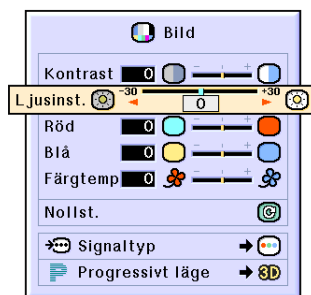 Bild
Kontrast 0 - +
Ljusinst. -30 0 +30
Röd 0 - +
Blå 0 - +
Färgtemp 0 - +
Nollst.
Signaltyp
Progressivt läge 3D